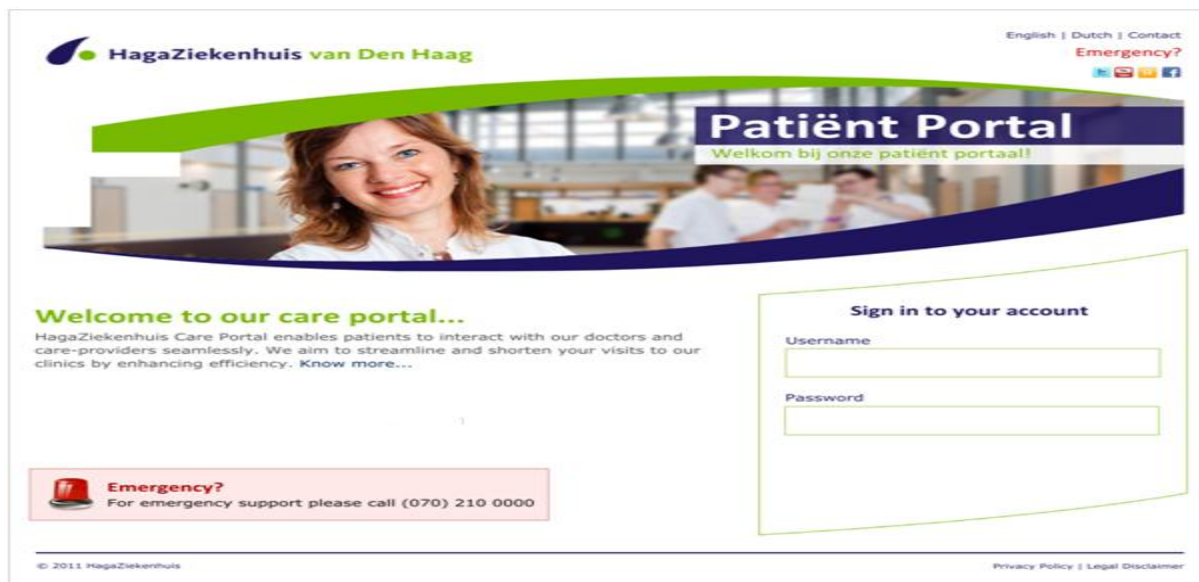 HagaZiekenhuis van Den Haag
English | Dutch | Contact
Emergency?
Patiënt Portal
Welkom bij onze patiënt portaal!
Welcome to our care portal...
HagaZiekenhuis Care Portal enables patients to interact with our doctors and
care-providers seamlessly. We aim to streamline and shorten your visits to our
clinics by enhancing efficiency. Know more...
Sign in to your account
Username
Password
Emergency?
For emergency support please call (070) 210 0000
© 2011 HagaZiekenhuis
Privacy Policy | Legal Disclaimer